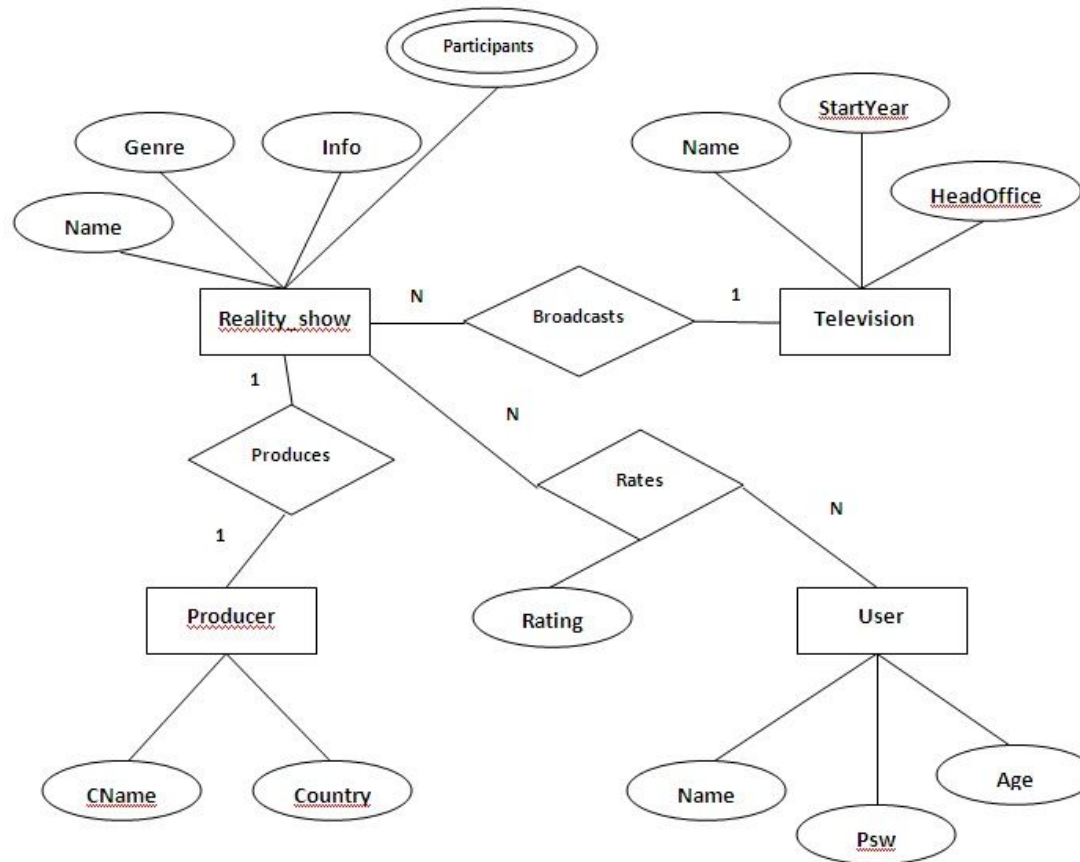 Participants
StartYear
Genre
Info
Name
HeadOffice
Name
N
1
Reality_show
Broadcasts
Television
1
N
Produces
Rates
N
1
Producer
Rating
User
CName
Country
Name
Age
Psw